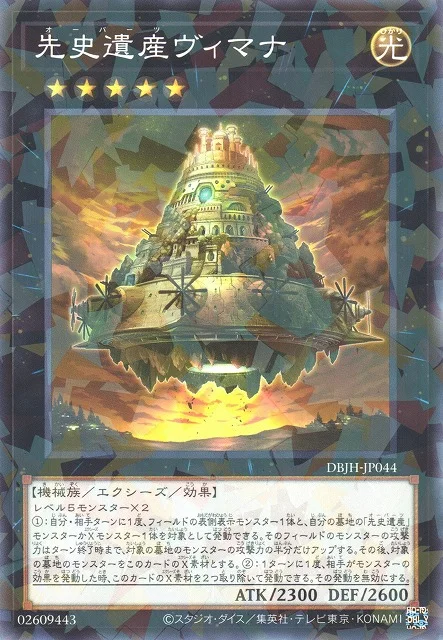 オーパーツ
先史遺産ヴィマナ
ひかり
光
DBJH-JP044
【機械族／エクシーズ／効果】
レベル５モンスター×２
①：自分・相手ターンに１度、フィールドの表側表示モンスター１体と、自分の墓地の「先史遺産」
モンスターかＸモンスター１体を対象として発動できる。そのフィールドのモンスターの攻撃
力はターン終了時まで、対象の墓地のモンスターの攻撃力の半分だけアップする。その後、対象
の墓地のモンスターをこのカードのＸ素材とする。②：１ターンに１度、相手がモンスターの
効果を発動した時、このカードのＸ素材を２つ取り除いて発動できる。その発動を無効にする。
ATK/2300 DEF/2600
02609443 ©スタジオ・ダイス／集英社・テレビ東京・KONAMI